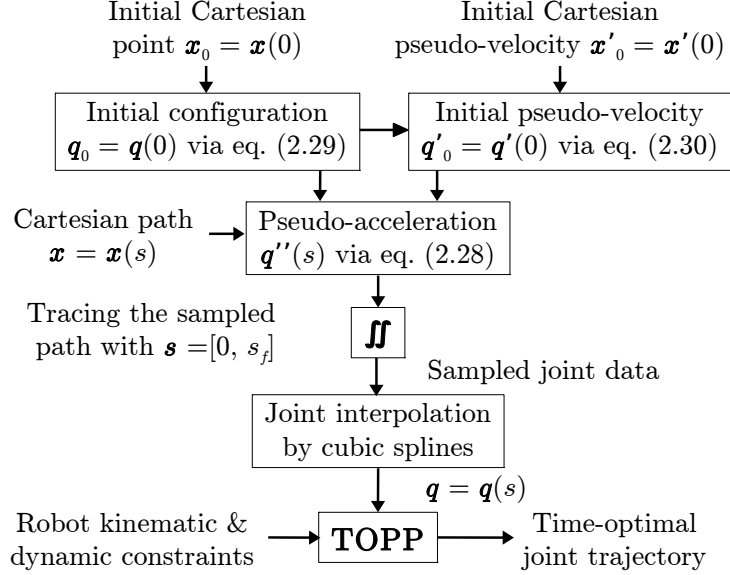 Initial Cartesian
point x₀ = x(0)
Initial Cartesian
pseudo-velocity x'₀ = x'(0)
Initial configuration
q₀ = q(0) via eq. (2.29)
Initial pseudo-velocity
q'₀ = q'(0) via eq. (2.30)
Cartesian path
x = x(s)
Pseudo-acceleration
q''(s) via eq. (2.28)
Tracing the sampled
path with s =[0, s_f]
∬
Sampled joint data
Joint interpolation
by cubic splines
q = q(s)
Robot kinematic &
dynamic constraints
TOPP
Time-optimal
joint trajectory